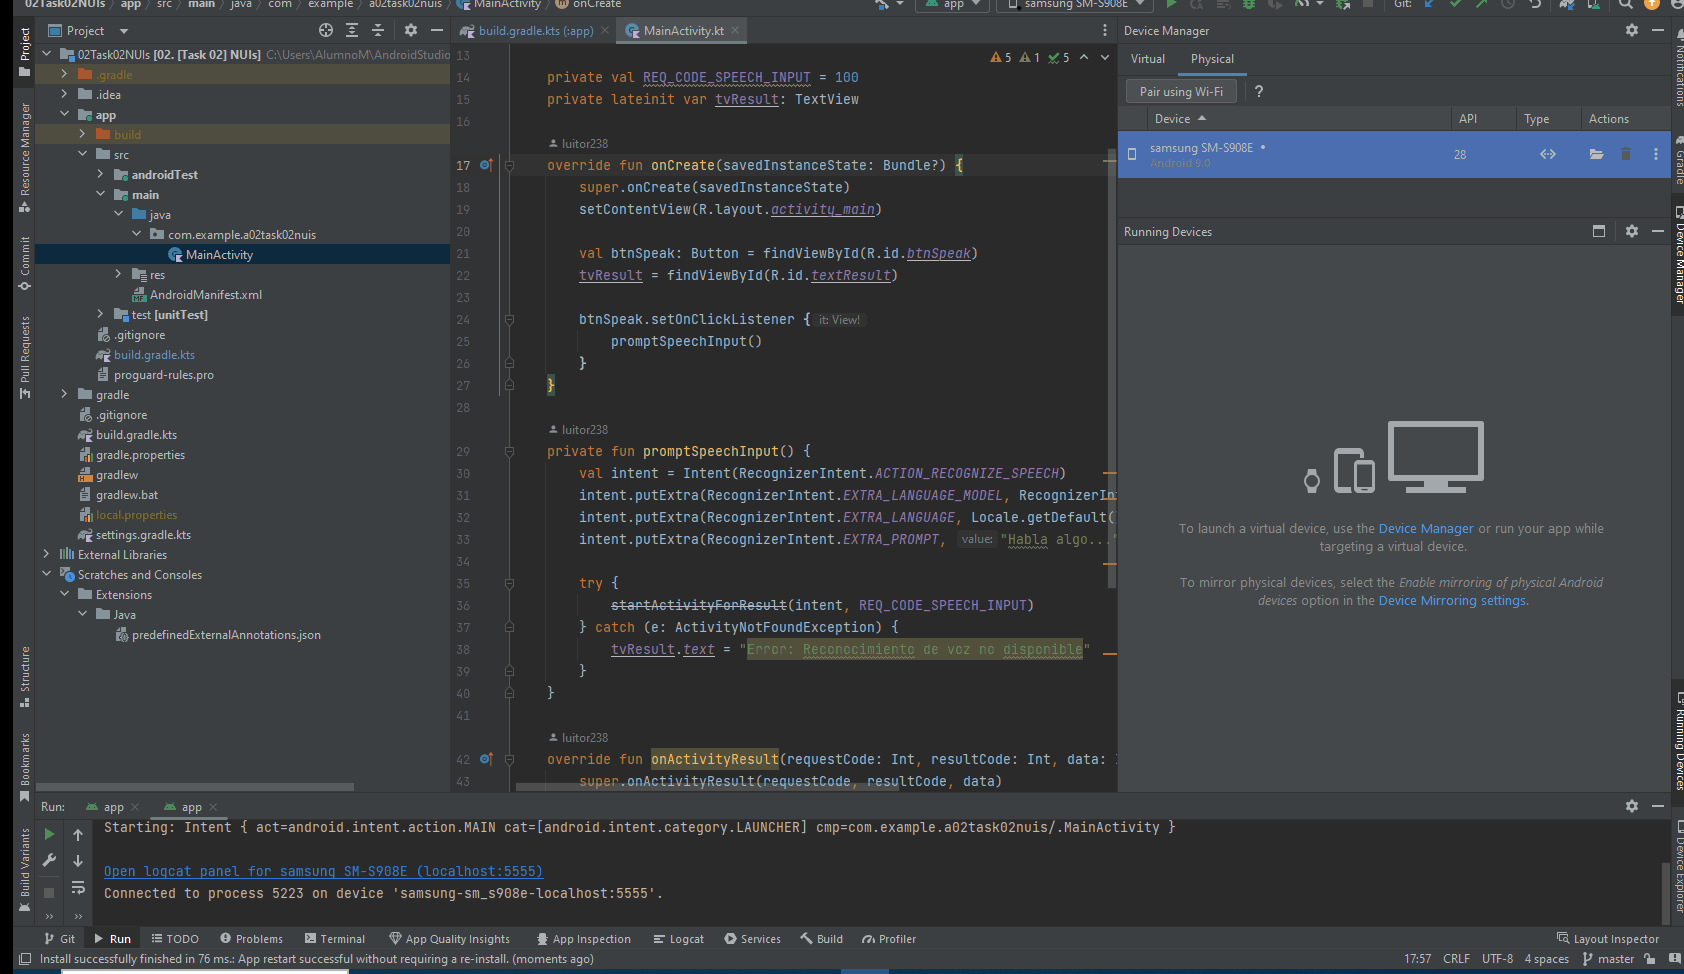 02Task02NUIs app src main java com example a02task02nuis MainActivity onCreate
app samsung SM-S908E Git:
Project
build.gradle.kts (:app) MainActivity.kt
Device Manager
02Task02NUIs [02. [Task 02] NUIs] C:\Users\AlumnoM\AndroidStudio
.gradle
.idea
app
build
src
androidTest
main
java
com.example.a02task02nuis
MainActivity
res
AndroidManifest.xml
test [unitTest]
.gitignore
build.gradle.kts
proguard-rules.pro
gradle
.gitignore
build.gradle.kts
gradle.properties
gradlew
gradlew.bat
local.properties
settings.gradle.kts
External Libraries
Scratches and Consoles
Extensions
Java
predefinedExternalAnnotations.json
Project
Resource Manager
Commit
Pull Requests
Structure
Bookmarks
Build Variants
5 1 5
13
14 private val REQ_CODE_SPEECH_INPUT = 100
15 private lateinit var tvResult: TextView
16
luitor238
17 override fun onCreate(savedInstanceState: Bundle?) {
18 super.onCreate(savedInstanceState)
19 setContentView(R.layout.activity_main)
20
21 val btnSpeak: Button = findViewById(R.id.btnSpeak)
22 tvResult = findViewById(R.id.textResult)
23
24 btnSpeak.setOnClickListener { it: View!
25 promptSpeechInput()
26 }
27 }
28
luitor238
29 private fun promptSpeechInput() {
30 val intent = Intent(RecognizerIntent.ACTION_RECOGNIZE_SPEECH)
31 intent.putExtra(RecognizerIntent.EXTRA_LANGUAGE_MODEL, RecognizerIn
32 intent.putExtra(RecognizerIntent.EXTRA_LANGUAGE, Locale.getDefault(
33 intent.putExtra(RecognizerIntent.EXTRA_PROMPT, value: "Habla algo..."
34
35 try {
36 startActivityForResult(intent, REQ_CODE_SPEECH_INPUT)
37 } catch (e: ActivityNotFoundException) {
38 tvResult.text = "Error: Reconocimiento de voz no disponible"
39 }
40 }
41
luitor238
42 override fun onActivityResult(requestCode: Int, resultCode: Int, data:
43 super.onActivityResult(requestCode, resultCode, data)
Virtual Physical
Pair using Wi-Fi ?
Device API Type Actions
samsung SM-S908E
Android 9.0
28
Running Devices
To launch a virtual device, use the Device Manager or run your app while
targeting a virtual device.
To mirror physical devices, select the Enable mirroring of physical Android
devices option in the Device Mirroring settings.
Notifications
Gradle
Device Manager
Running Devices
Device Explorer
Run: app app
Starting: Intent { act=android.intent.action.MAIN cat=[android.intent.category.LAUNCHER] cmp=com.example.a02task02nuis/.MainActivity }
Open logcat panel for samsung SM-S908E (localhost:5555)
Connected to process 5223 on device 'samsung-sm_s908e-localhost:5555'.
Git Run TODO Problems Terminal App Quality Insights App Inspection Logcat Services Build Profiler Layout Inspector
Install successfully finished in 76 ms.: App restart successful without requiring a re-install. (moments ago)
17:57 CRLF UTF-8 4 spaces master